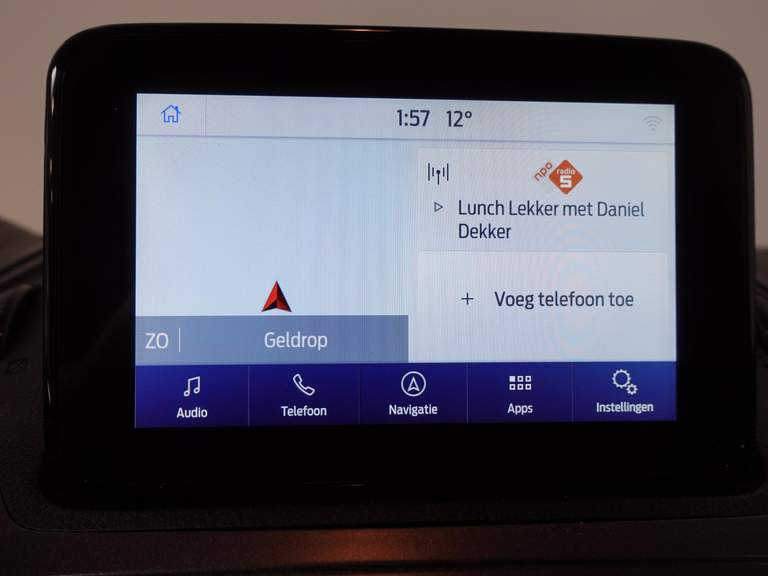 1:57 12°
npo radio 5
Lunch Lekker met Daniel
Dekker
+ Voeg telefoon toe
ZO Geldrop
Audio Telefoon Navigatie Apps Instellingen